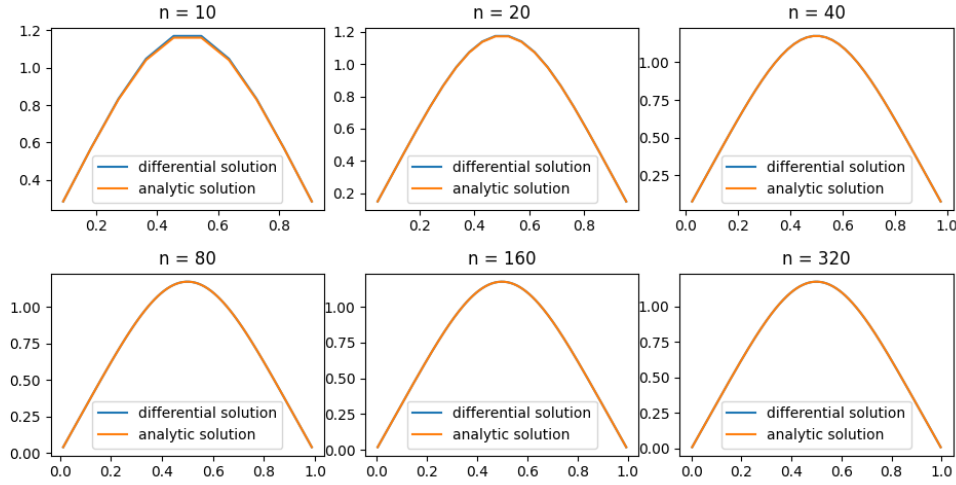 n = 10
1.2
1.0
0.8
0.6
0.4
differential solution
analytic solution
0.2 0.4 0.6 0.8
n = 20
1.2
1.0
0.8
0.6
0.4
0.2
differential solution
analytic solution
0.2 0.4 0.6 0.8
n = 40
1.00
0.75
0.50
0.25
differential solution
analytic solution
0.0 0.2 0.4 0.6 0.8 1.0
n = 80
1.00
0.75
0.50
0.25
0.00
differential solution
analytic solution
0.0 0.2 0.4 0.6 0.8 1.0
n = 160
1.00
0.75
0.50
0.25
0.00
differential solution
analytic solution
0.0 0.2 0.4 0.6 0.8 1.0
n = 320
1.00
0.75
0.50
0.25
0.00
differential solution
analytic solution
0.0 0.2 0.4 0.6 0.8 1.0